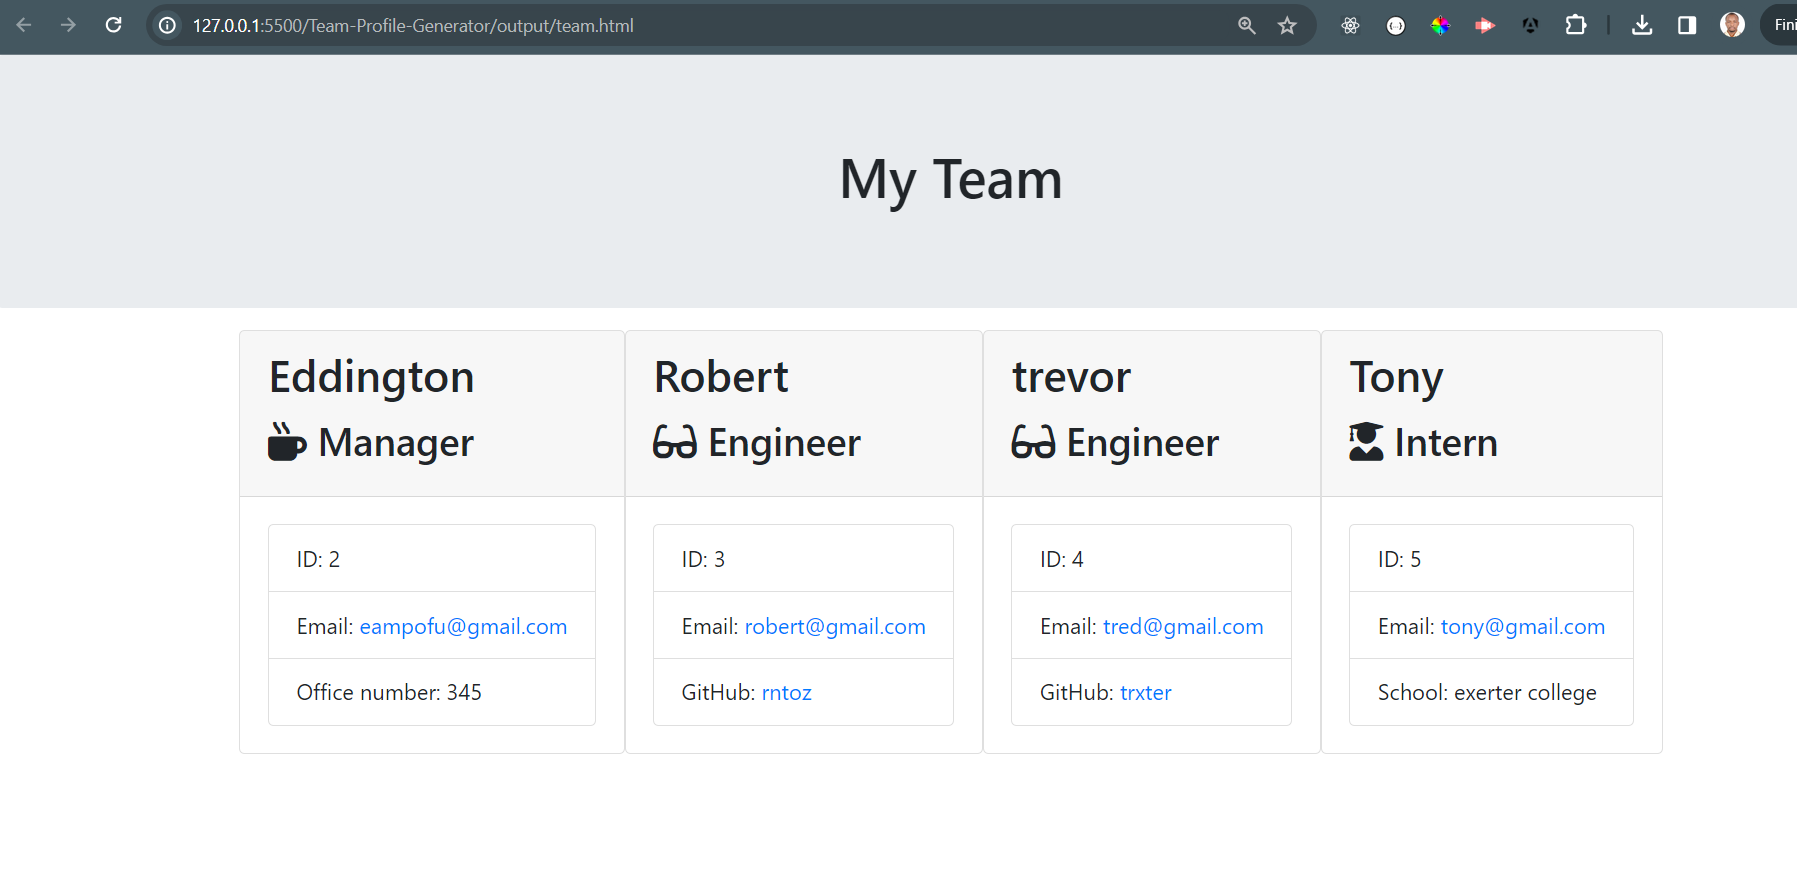 127.0.0.1:5500/Team-Profile-Generator/output/team.html
Fini
My Team
Eddington
Manager
ID: 2
Email: eampofu@gmail.com
Office number: 345
Robert
Engineer
ID: 3
Email: robert@gmail.com
GitHub: rntoz
trevor
Engineer
ID: 4
Email: tred@gmail.com
GitHub: trxter
Tony
Intern
ID: 5
Email: tony@gmail.com
School: exerter college